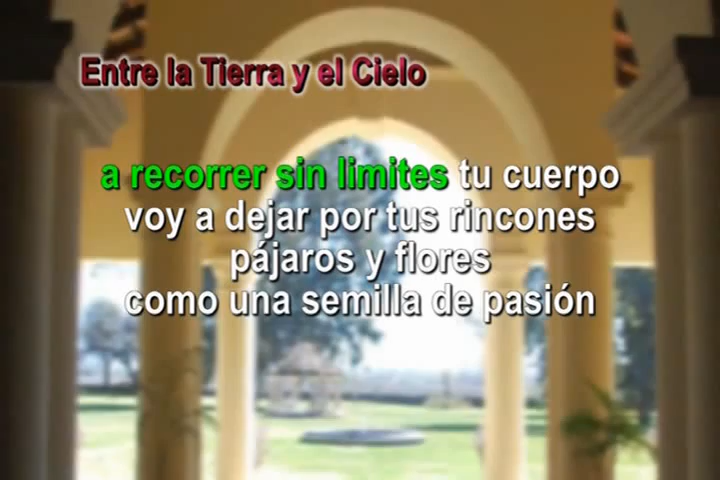 Entre la Tierra y el Cielo
a recorrer sin limites tu cuerpo
voy a dejar por tus rincones
pájaros y flores
como una semilla de pasión